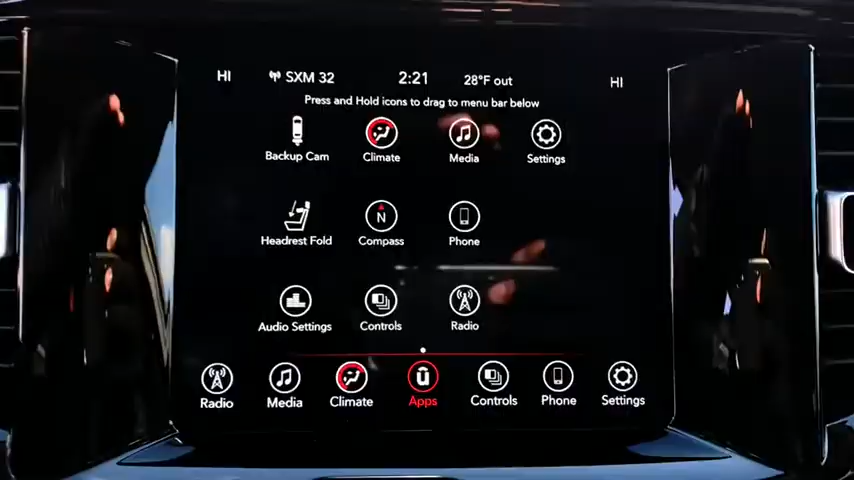 HI SXM 32 2:21 28°F out HI
Press and Hold icons to drag to menu bar below
Backup Cam Climate Media Settings
Headrest Fold N Compass Phone
Audio Settings Controls Radio
Radio Media Climate Apps Controls Phone Settings